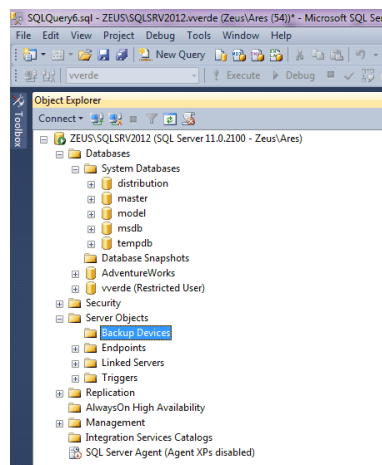 SQLQuery6.sql - ZEUS\SQLSRV2012.vverde (Zeus\Ares (54))* - Microsoft SQL Ser
File Edit View Project Debug Tools Window Help
New Query
vverde Execute Debug
Object Explorer
Toolbox
Connect
ZEUS\SQLSRV2012 (SQL Server 11.0.2100 - Zeus\Ares)
Databases
System Databases
distribution
master
model
msdb
tempdb
Database Snapshots
AdventureWorks
vverde (Restricted User)
Security
Server Objects
Backup Devices
Endpoints
Linked Servers
Triggers
Replication
AlwaysOn High Availability
Management
Integration Services Catalogs
SQL Server Agent (Agent XPs disabled)